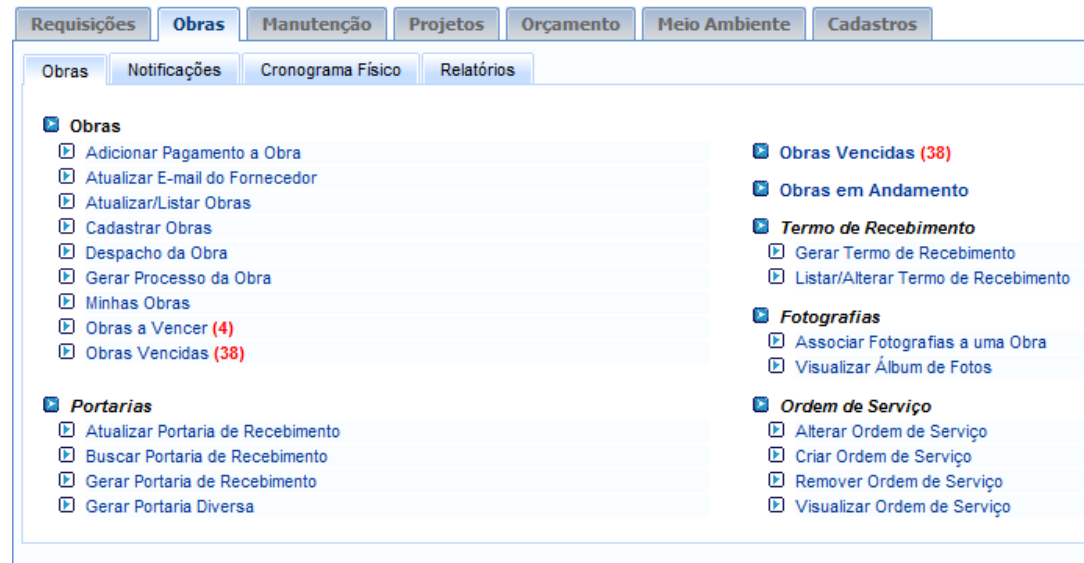 Requisições Obras Manutenção Projetos Orçamento Meio Ambiente Cadastros
Obras Notificações Cronograma Físico Relatórios
Obras
Adicionar Pagamento a Obra
Atualizar E-mail do Fornecedor
Atualizar/Listar Obras
Cadastrar Obras
Despacho da Obra
Gerar Processo da Obra
Minhas Obras
Obras a Vencer (4)
Obras Vencidas (38)
Portarias
Atualizar Portaria de Recebimento
Buscar Portaria de Recebimento
Gerar Portaria de Recebimento
Gerar Portaria Diversa
Obras Vencidas (38)
Obras em Andamento
Termo de Recebimento
Gerar Termo de Recebimento
Listar/Alterar Termo de Recebimento
Fotografias
Associar Fotografias a uma Obra
Visualizar Álbum de Fotos
Ordem de Serviço
Alterar Ordem de Serviço
Criar Ordem de Serviço
Remover Ordem de Serviço
Visualizar Ordem de Serviço